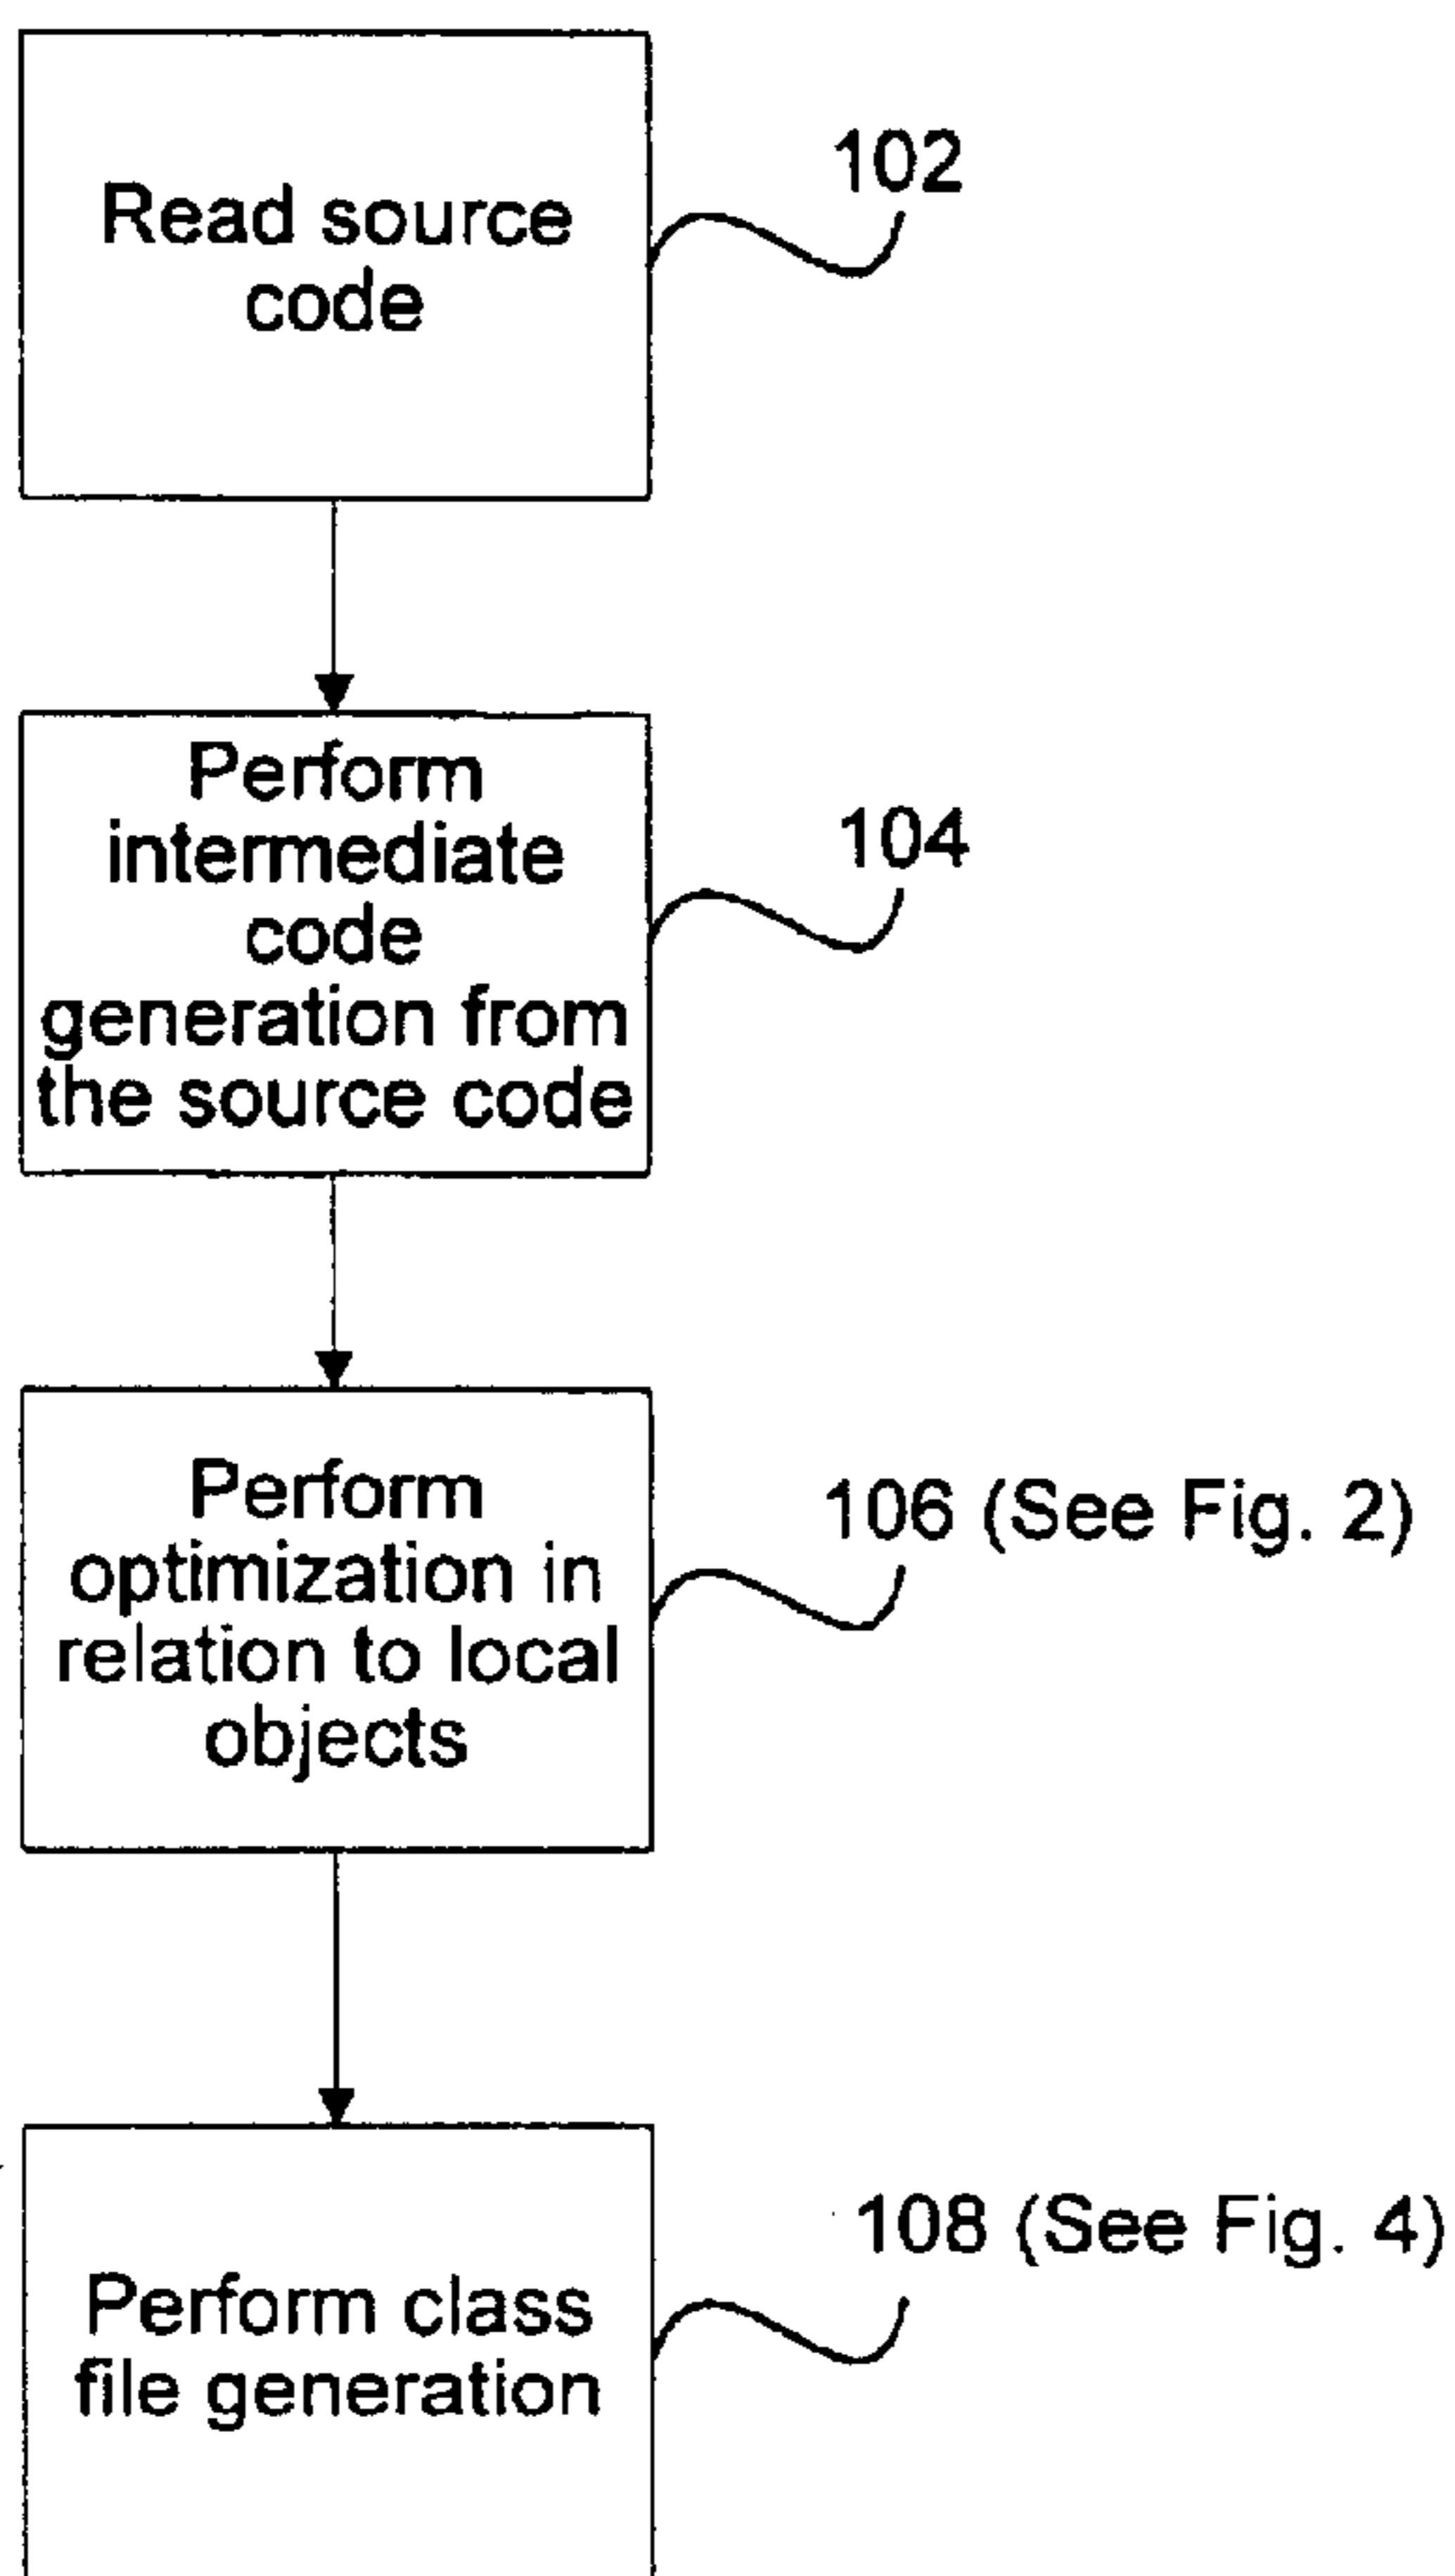 Read source
code
102
Perform
intermediate
code
generation from
the source code
104
Perform
optimization in
relation to local
objects
106 (See Fig. 2)
Perform class
file generation
108 (See Fig. 4)